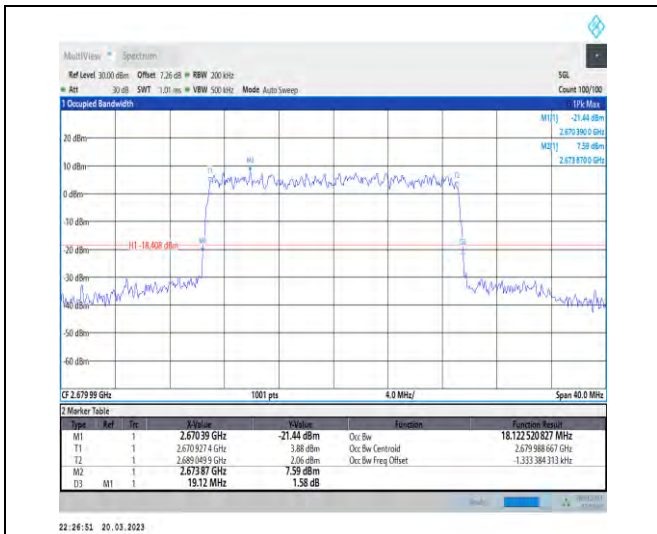 MultiView Spectrum
Ref Level 30.00 dBm Offset 7.26 dB RBW 200 kHz SGL
Att 30 dB SWT 1.01 ms VBW 500 kHz Mode Auto Sweep Count 100/100
1 Occupied Bandwidth 1Pk Max
M1[1] -21.44 dBm
2.670 390 0 GHz
20 dBm
M2[1] 7.59 dBm
2.673 870 0 GHz
10 dBm
T1 M2 T2
0 dBm
-10 dBm
H1 -18.408 dBm
M1 D3
-20 dBm
-30 dBm
-40 dBm
-50 dBm
-60 dBm
CF 2.679 99 GHz 1001 pts 4.0 MHz/ Span 40.0 MHz
2 Marker Table
Type Ref Trc X-Value Y-Value Function Function Result
M1 1 2.670 39 GHz -21.44 dBm Occ Bw 18.122 520 827 MHz
T1 1 2.670 927 4 GHz 3.88 dBm Occ Bw Centroid 2.679 988 667 GHz
T2 1 2.689 049 9 GHz 2.06 dBm Occ Bw Freq Offset -1.333 384 313 kHz
M2 1 2.673 87 GHz 7.59 dBm
D3 M1 1 19.12 MHz 1.58 dB
22:26:51 20.03.2023